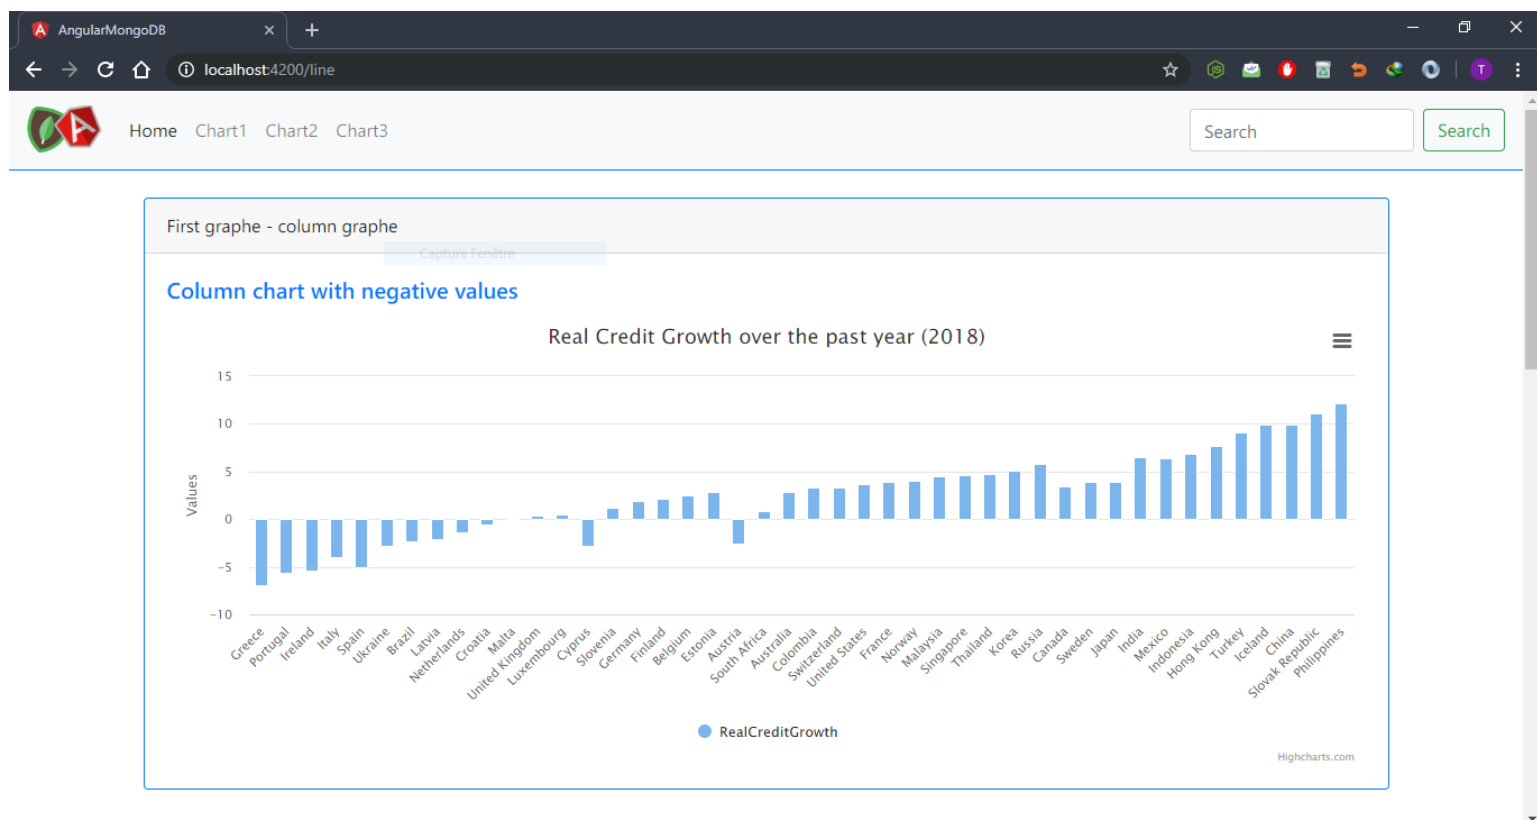 AngularMongoDB
localhost:4200/line
T
Home Chart1 Chart2 Chart3
Search
Search
First graphe - column graphe
Capture Fenêtre
Column chart with negative values
Real Credit Growth over the past year (2018)
15
10
5
0
-5
-10
Values
Greece
Portugal
Ireland
Italy
Spain
Ukraine
Brazil
Latvia
Netherlands
Croatia
Malta
United Kingdom
Luxembourg
Cyprus
Slovenia
Germany
Finland
Belgium
Estonia
Austria
South Africa
Australia
Colombia
Switzerland
United States
France
Norway
Malaysia
Singapore
Thailand
Korea
Russia
Canada
Sweden
Japan
India
Mexico
Indonesia
Hong Kong
Turkey
Iceland
China
Slovak Republic
Philippines
RealCreditGrowth
Highcharts.com